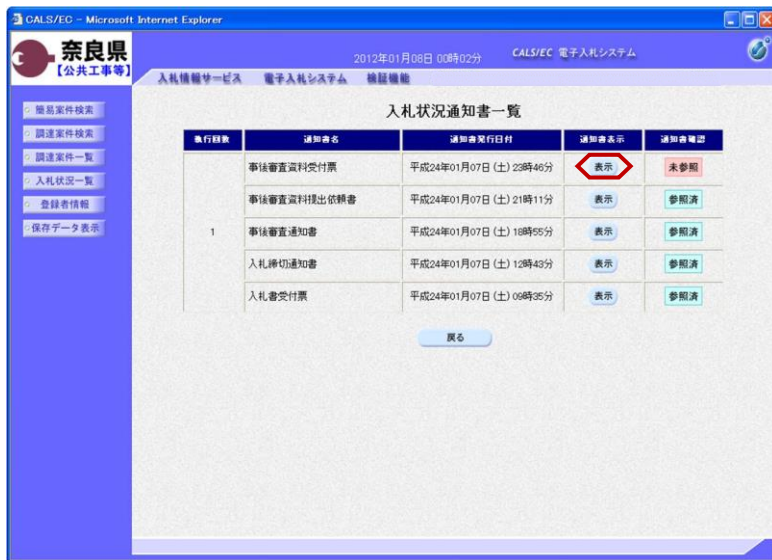 CALS/EC - Microsoft Internet Explorer
奈良県
【公共工事等】
2012年01月08日 00時02分
CALS/EC 電子入札システム
入札情報サービス 電子入札システム 検証機能
簡易案件検索
調達案件検索
調達案件一覧
入札状況一覧
登録者情報
保存データ表示
入札状況通知書一覧
執行回数 通知書名 通知書発行日付 通知書表示 通知書確認
事後審査資料受付票 平成24年01月07日(土) 23時46分 表示 未参照
事後審査資料提出依頼書 平成24年01月07日(土) 21時11分 表示 参照済
1 事後審査通知書 平成24年01月07日(土) 18時55分 表示 参照済
入札締切通知書 平成24年01月07日(土) 12時43分 表示 参照済
入札書受付票 平成24年01月07日(土) 09時35分 表示 参照済
戻る